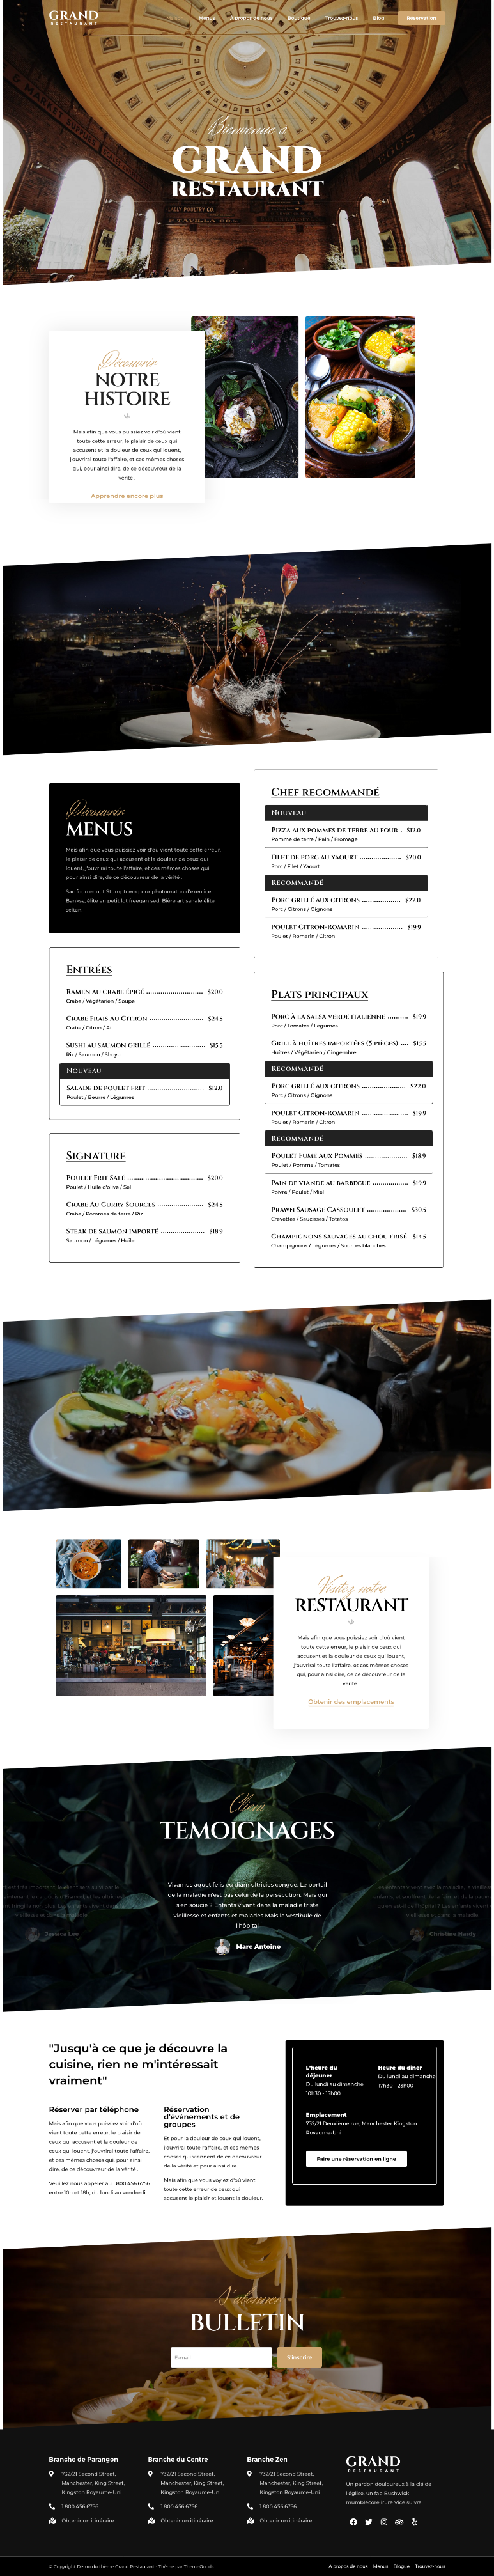 GRAND
RESTAURANT
Menus
À propos de nous
Boutique
Trouvez-nous
Blog
Réservation
Bienvenue à
GRAND
RESTAURANT
Découvrir
NOTRE
HISTOIRE
Mais afin que vous puissiez voir d'où vient
toute cette erreur, le plaisir de ceux qui
accusent et la douleur de ceux qui louent,
j'ouvrirai toute l'affaire, et ces mêmes choses
qui, pour ainsi dire, de ce découvreur de la
vérité .
Apprendre encore plus
Découvrir
MENUS
Mais afin que vous puissiez voir d'où vient toute cette erreur, que
le plaisir de ceux qui accusent et la douleur de ceux qui
louent, j'ouvrirai toute l'affaire, et ces mêmes choses qui,
pour ainsi dire, de ce découvreur de la vérité .
Sac fourre-tout Stumptown pour photomaton d'exercice
Banksy, élite en petit lot freegan sed. Bière artisanale élite
seitan.
Entrées
Ramen au crabe épicé $20.0
Crabe / Végétarien / Soupe
Crabe Frais Au Citron $24.5
Crabe / Citron / Ail
Sushi au saumon grillé $15.5
Riz / Saumon / Shoyu
Nouveau
Salade de poulet frit $12.0
Poulet / Beurre / Légumes
Signature
Poulet Frit Salé $20.0
Poulet / Huile d'olive / Sel
Crabe Au Curry Sources $24.5
Crabe / Pommes de terre / Riz
Steak de saumon importé $18.9
Saumon / Légumes / Huile
Chef recommandé
Nouveau
Pizza aux pommes de terre au four $12.0
Pomme de terre / Pain / Fromage
Filet de porc au yaourt $20.0
Porc / Filet / Yaourt
Recommandé
Porc grillé aux citrons $22.0
Porc / Citrons / Oignons
Poulet Citron-Romarin $19.9
Poulet / Romarin / Citron
Plats principaux
Porc à la salsa verde italienne $19.9
Porc / Tomates / Légumes
Grill à huîtres importées (5 pièces) $15.5
Huîtres / Végétarien / Gingembre
Recommandé
Porc grillé aux citrons $22.0
Porc / Citrons / Oignons
Poulet Citron-Romarin $19.9
Poulet / Romarin / Citron
Recommandé
Poulet Fumé Aux Pommes $18.9
Poulet / Pomme / Tomates
Pain de viande au barbecue $19.9
Poivre / Poulet / Miel
Prawn Sausage Cassoulet $30.5
Crevettes / Saucisses / Totatos
Champignons sauvages au chou frisé $14.5
Champignons / Légumes / Sources blanches
Visitez notre
RESTAURANT
Mais afin que vous puissiez voir d'où vient
toute cette erreur, le plaisir de ceux qui
accusent et la douleur de ceux qui louent,
j'ouvrirai toute l'affaire, et ces mêmes choses
qui, pour ainsi dire, de ce découvreur de la
vérité .
Obtenir des emplacements
Client
TÉMOIGNAGES
Vivamus aquet felis eu diam ultricies congue. Le portail
de la maladie n'est pas celui de la persécution. Mais qui
s'en soucie ? Enfants vivant dans la maladie triste
vieillesse et enfants et malades Mais le vestibule de
l'hôpital
Jessica Lee
Marc Antoine
Christine Hardy
"Jusqu'à ce que je découvre la
cuisine, rien ne m'intéressait
vraiment"
Réserver par téléphone
Mais afin que vous puissiez voir d'où
vient toute cette erreur, le plaisir de
ceux qui accusent et la douleur de
ceux qui louent, j'ouvrirai toute l'affaire,
et ces mêmes choses qui, pour ainsi
dire, de ce découvreur de la vérité .
Veuillez nous appeler au 1.800.456.6756
entre 10h et 18h, du lundi au vendredi.
Réservation
d'événements et de
groupes
Et pour la douleur de ceux qui louent,
j'ouvrirai toute l'affaire, et ces mêmes
choses qui viennent de ce découvreur
de la vérité et pour ainsi dire.
Mais afin que vous voyiez d'où vient
toute cette erreur de ceux qui
accusent le plaisir et louent la douleur.
L'heure du
déjeuner
Du lundi au dimanche
10h30 - 15h00
Heure du dîner
Du lundi au dimanche
17h30 - 23h00
Emplacement
732/21 Deuxième rue, Manchester Kingston
Royaume-Uni
Faire une réservation en ligne
S'abonner
BULLETIN
E-mail
S'inscrire
Branche de Parangon
732/21 Second Street,
Manchester, King Street,
Kingston Royaume-Uni
1.800.456.6756
Obtenir un itinéraire
Branche du Centre
732/21 Second Street,
Manchester, King Street,
Kingston Royaume-Uni
1.800.456.6756
Obtenir un itinéraire
Branche Zen
732/21 Second Street,
Manchester, King Street,
Kingston Royaume-Uni
1.800.456.6756
Obtenir un itinéraire
GRAND
RESTAURANT
Un pardon douloureux à la clé de
l'église, un fap Bushwick
mumblecore irure Vice suivra.
© Copyright Démo du thème Grand Restaurant - Thème par ThemeGoods
À propos de nous
Menus
Blogue
Trouvez-nous